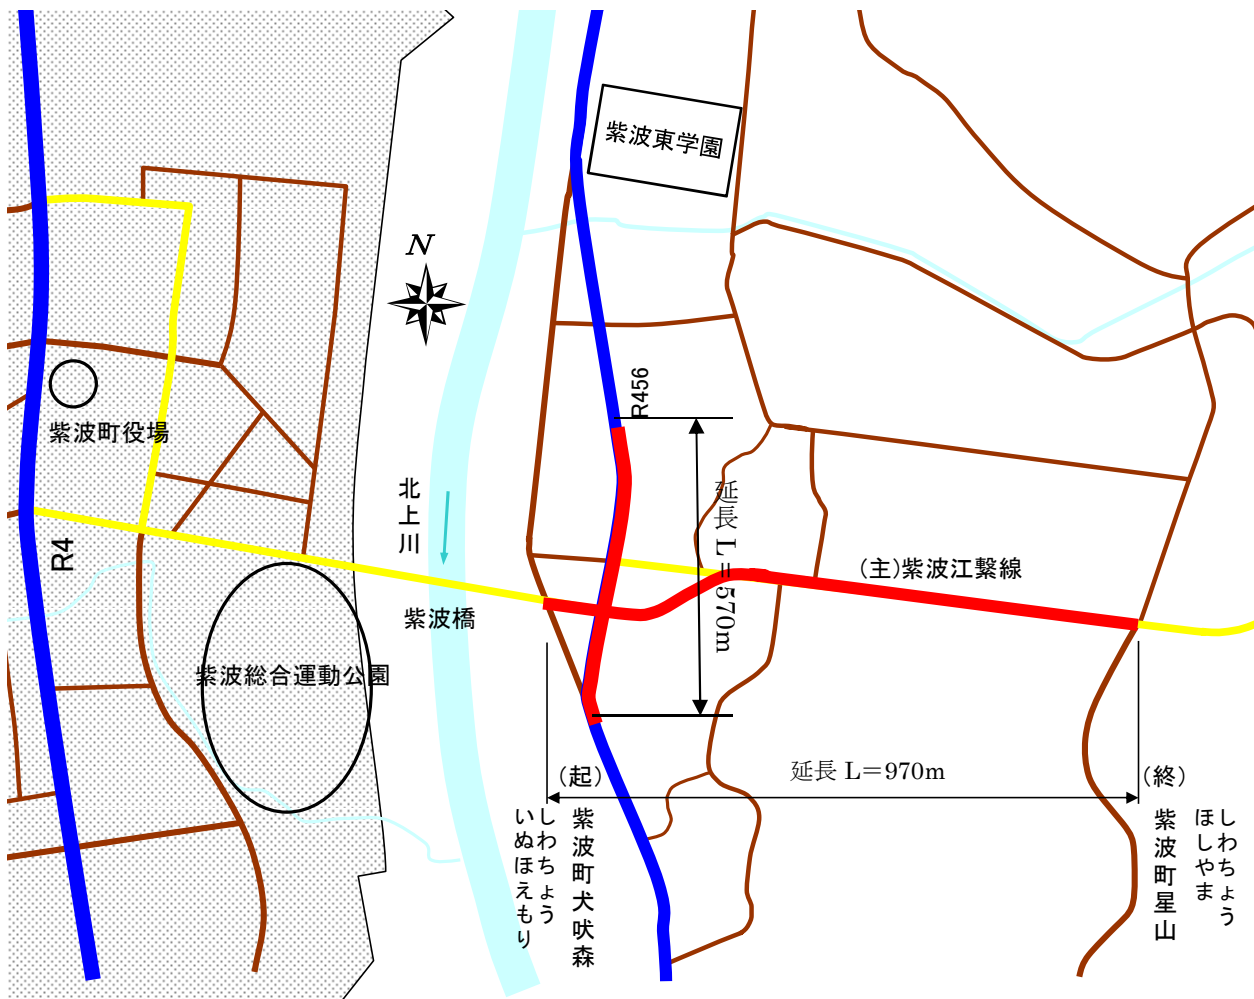 紫波東学園
N
R456
紫波町役場
北上川
延長 L＝570m
R4
(主)紫波江繋線
紫波橋
紫波総合運動公園
(起)
延長 L＝970m
(終)
しわちょう
いぬほえもり
紫波町犬吠森
しわちょう
ほしやま
紫波町星山